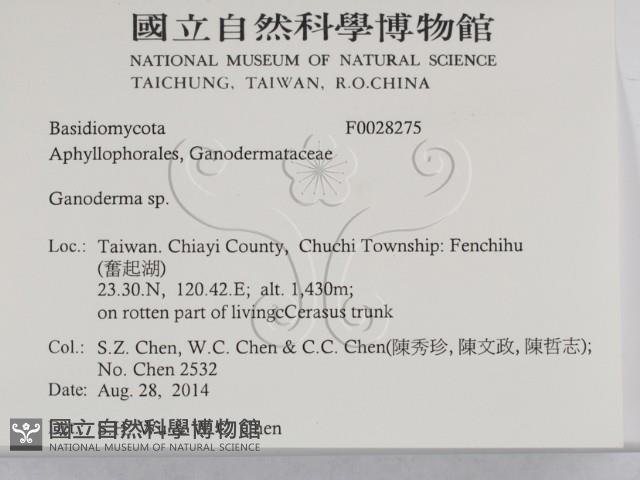 國立自然科學博物館
NATIONAL MUSEUM OF NATURAL SCIENCE
TAICHUNG, TAIWAN, R.O.CHINA
Basidiomycota F0028275
Aphyllophorales, Ganodermataceae
Ganoderma sp.
Loc.: Taiwan. Chiayi County, Chuchi Township: Fenchihu
(奮起湖)
23.30.N, 120.42.E; alt. 1,430m;
on rotten part of livingcCerasus trunk
Col.: S.Z. Chen, W.C. Chen & C.C. Chen(陳秀珍, 陳文政, 陳哲志);
No. Chen 2532
Date: Aug. 28, 2014
國立自然科學博物館
NATIONAL MUSEUM OF NATURAL SCIENCE